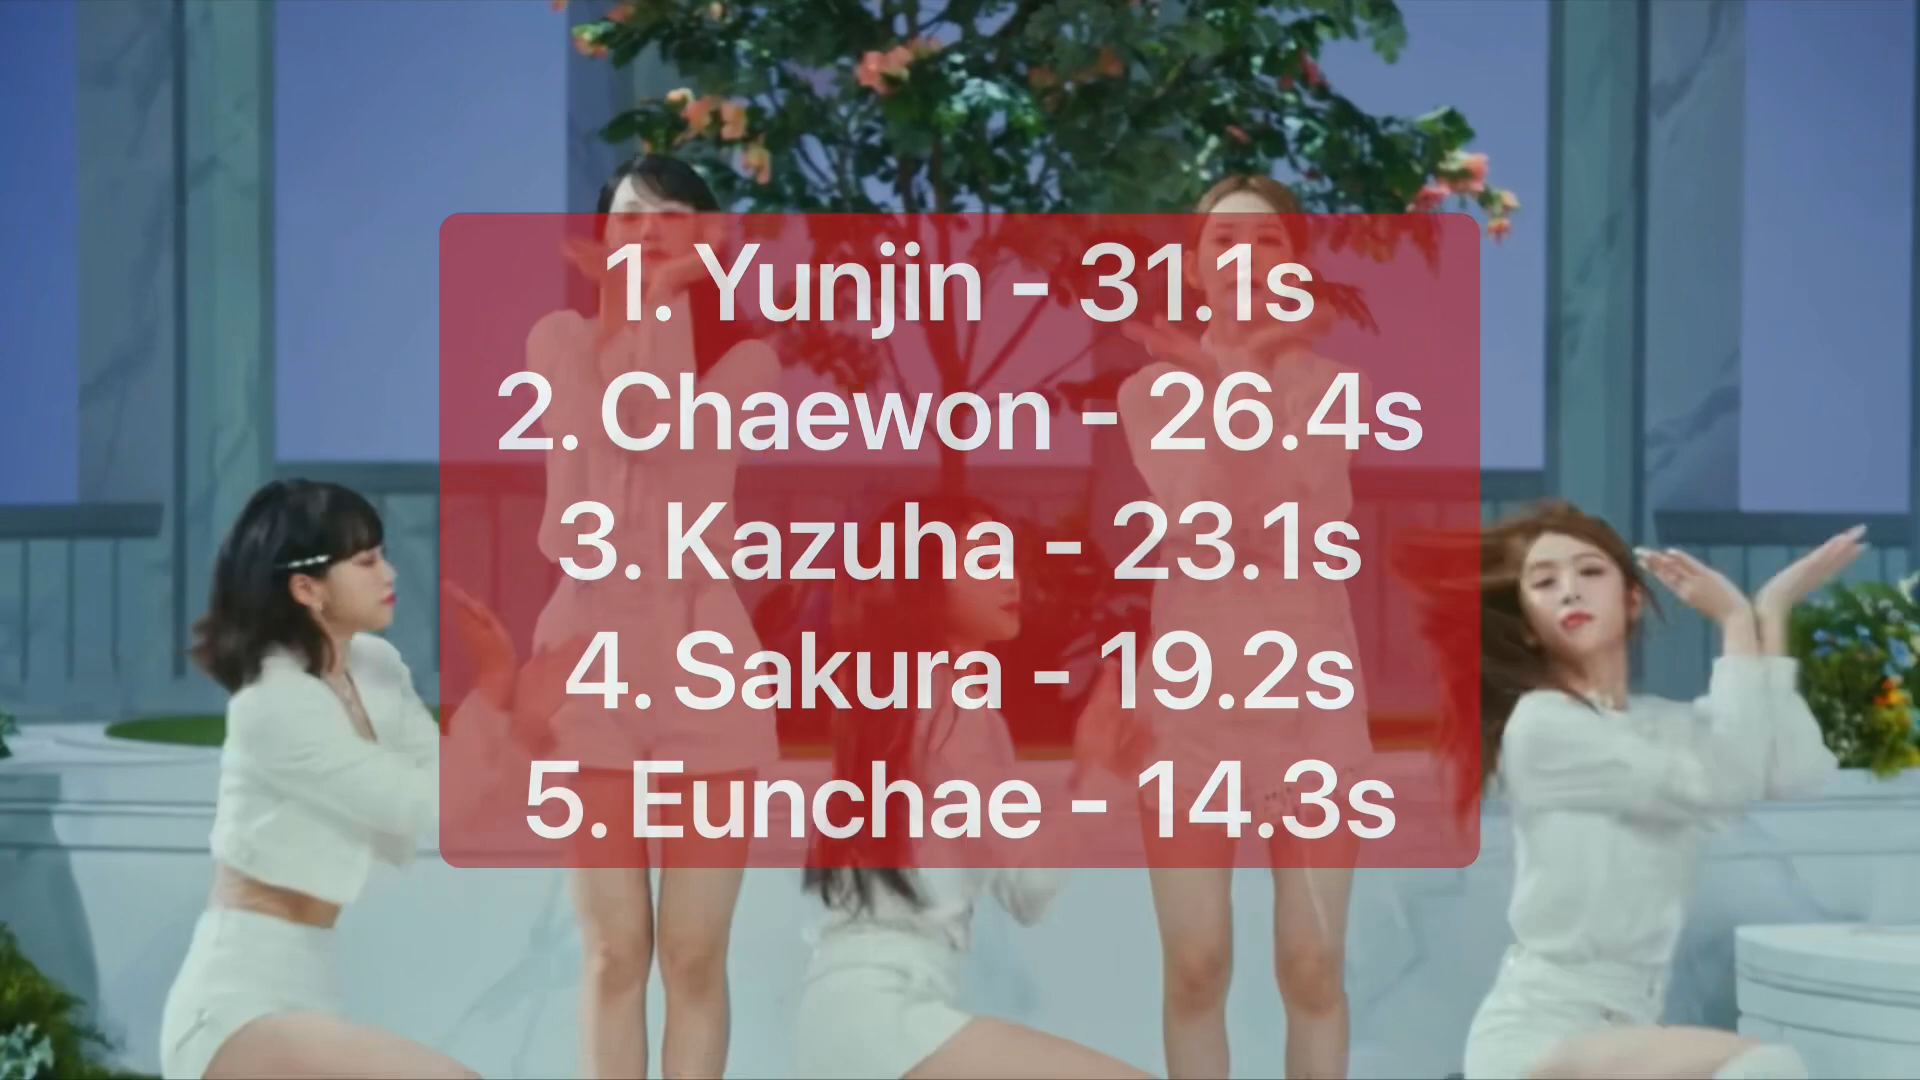 1. Yunjin - 31.1s
2. Chaewon - 26.4s
3. Kazuha - 23.1s
4. Sakura - 19.2s
5. Eunchae - 14.3s